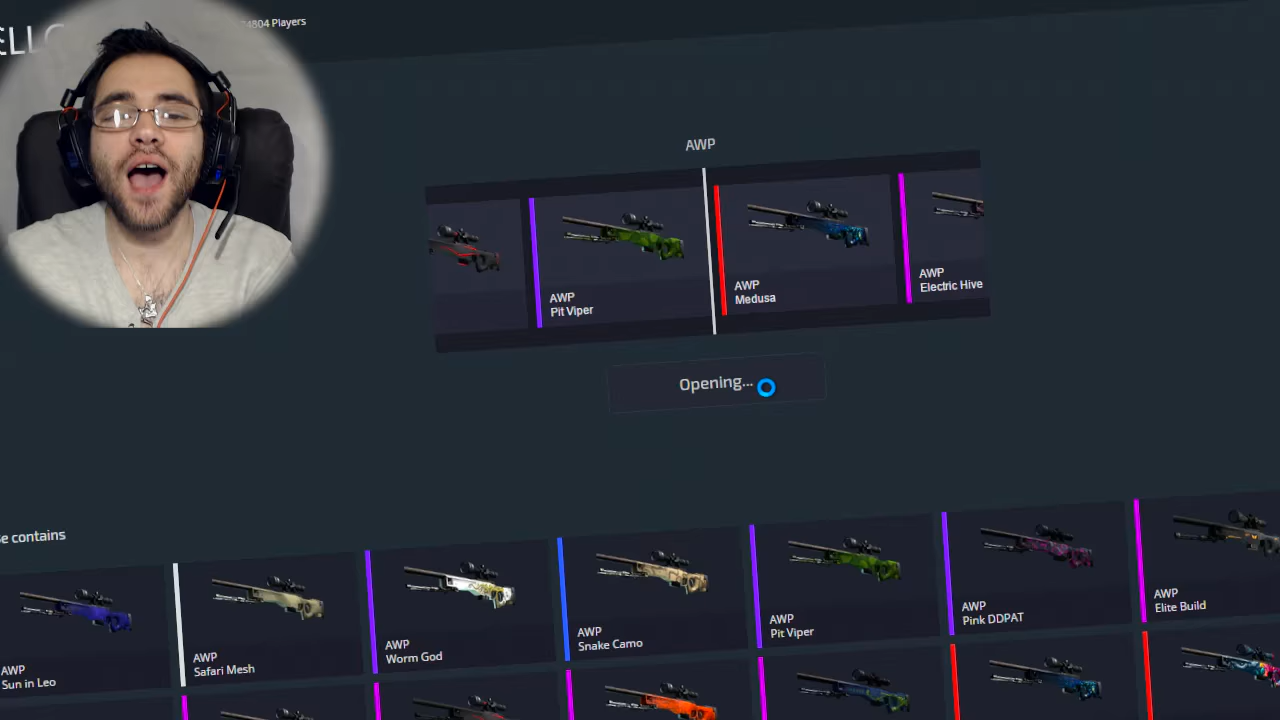 4804 Players
AWP
AWP
Pit Viper
AWP
Medusa
AWP
Electric Hive
Opening...
contains
AWP
Sun in Leo
AWP
Safari Mesh
AWP
Worm God
AWP
Snake Camo
AWP
Pit Viper
AWP
Pink DDPAT
AWP
Elite Build